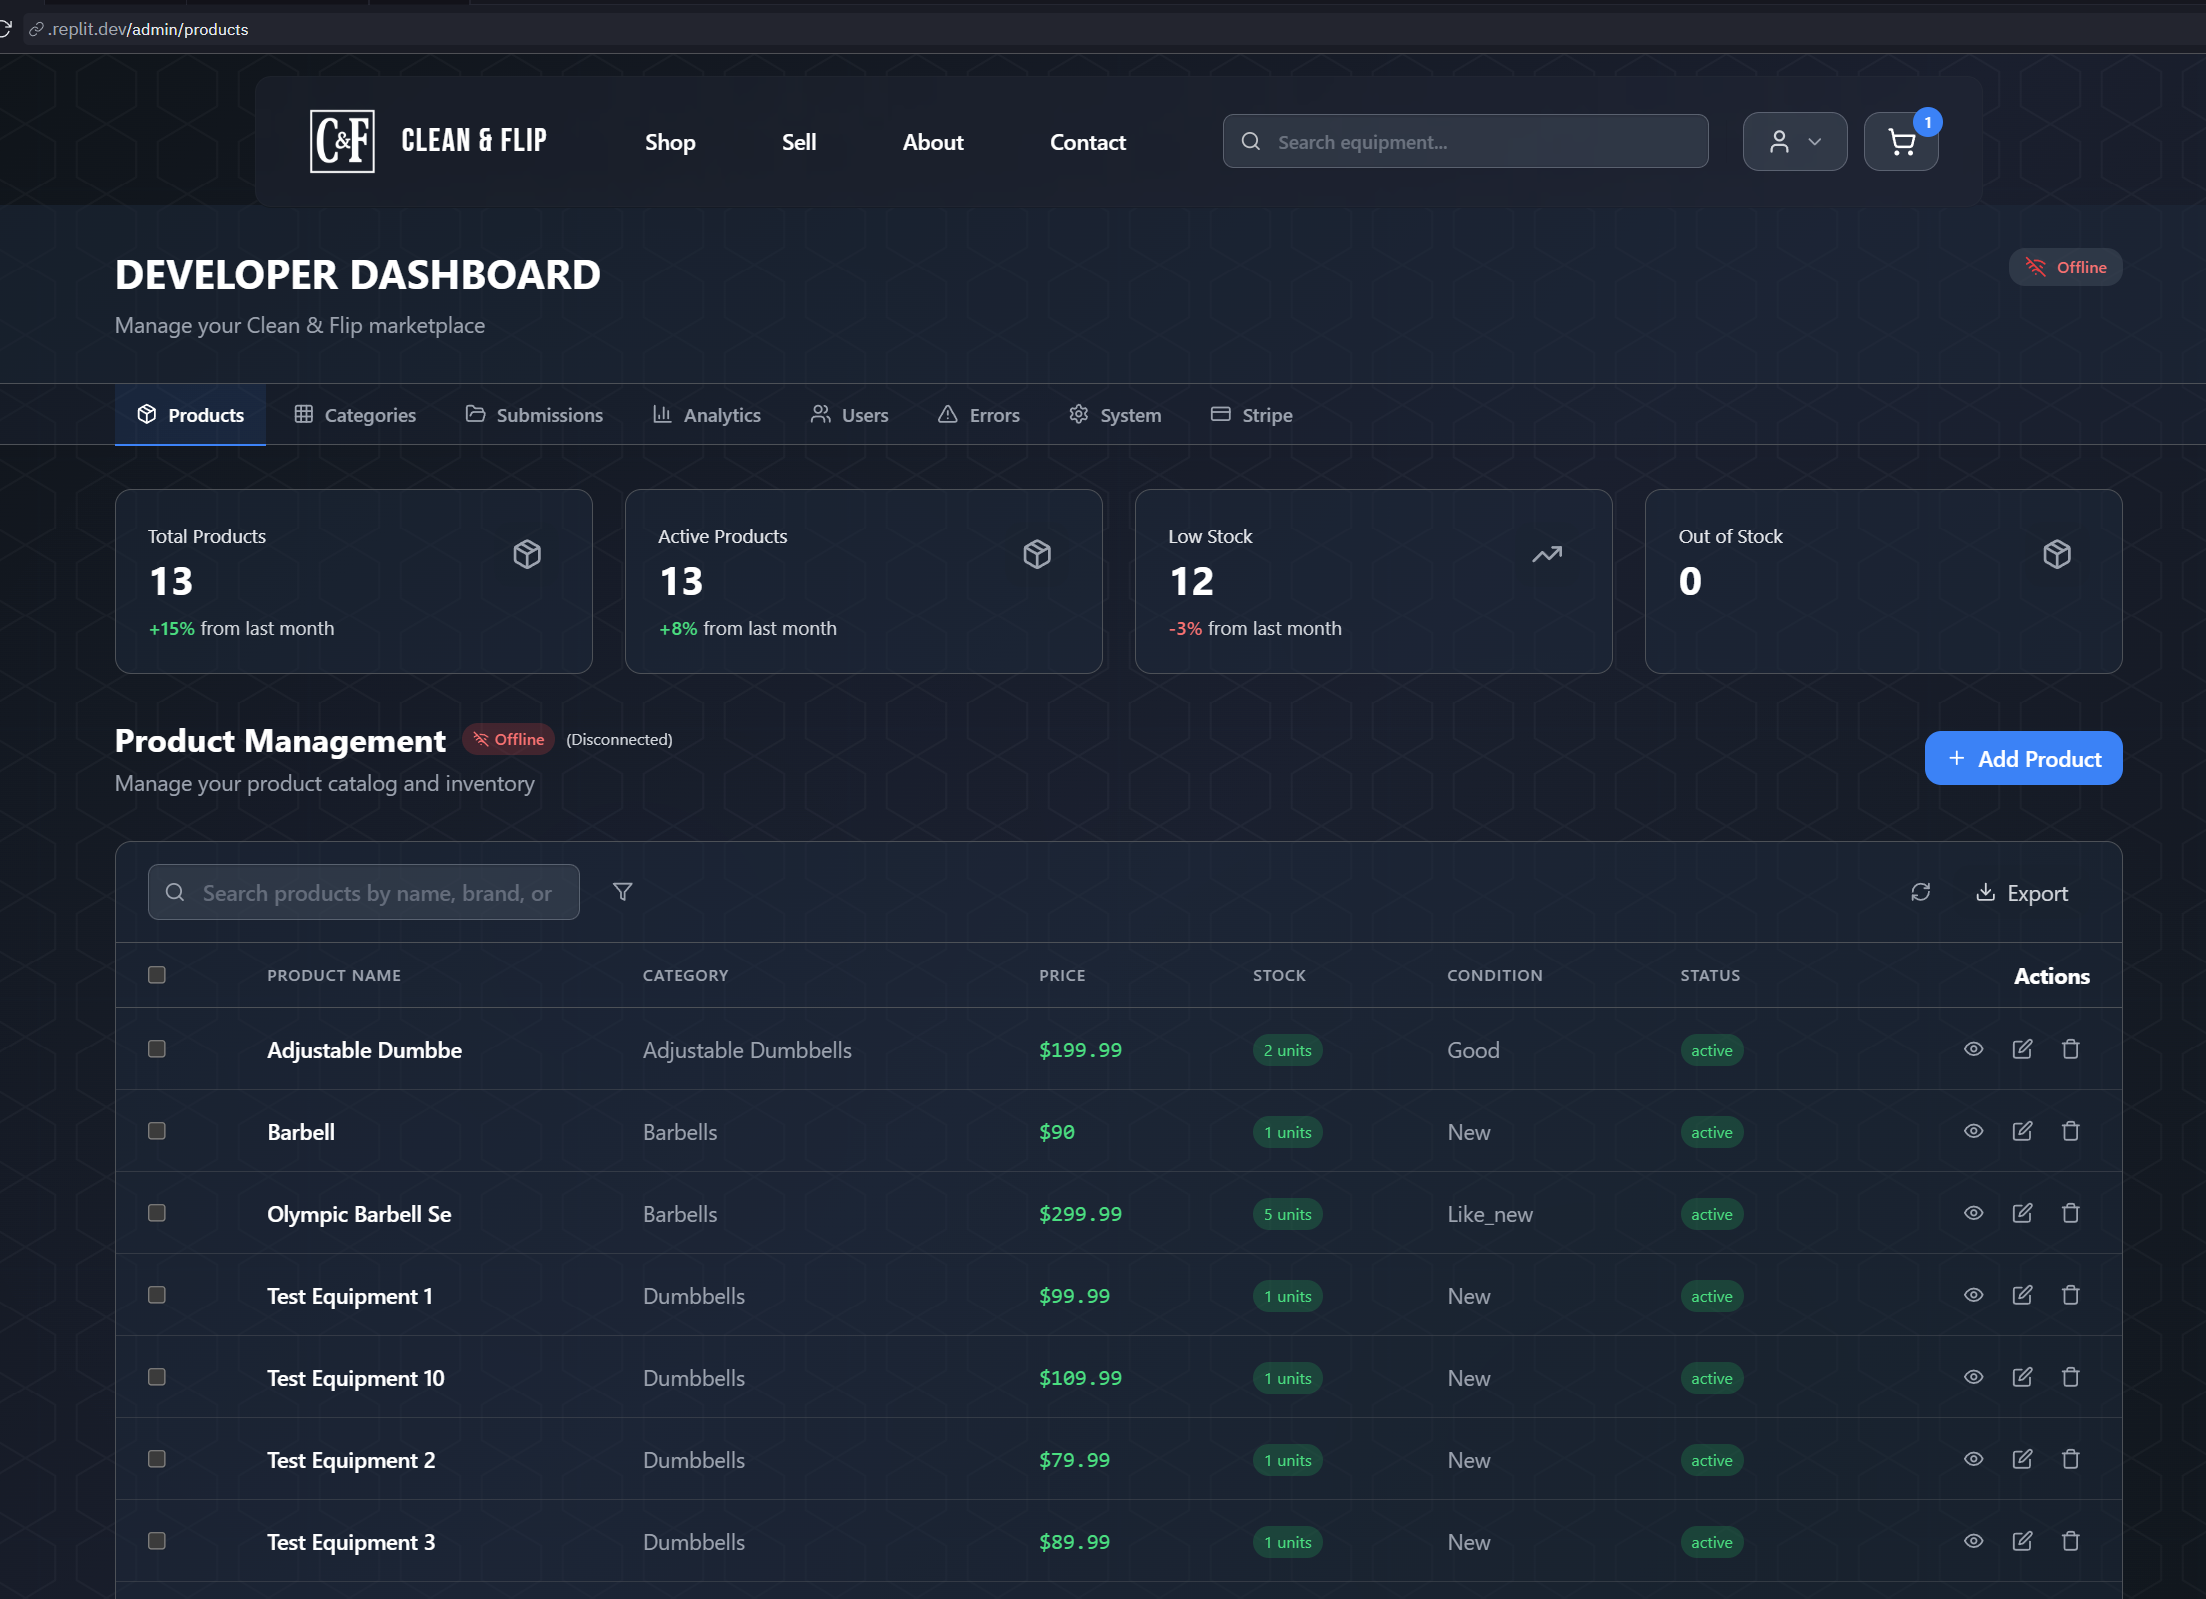 .replit.dev/admin/products
C&F
CLEAN & FLIP
Shop
Sell
About
Contact
Search equipment...
1
DEVELOPER DASHBOARD
Offline
Manage your Clean & Flip marketplace
Products
Categories
Submissions
Analytics
Users
Errors
System
Stripe
Total Products
13
+15% from last month
Active Products
13
+8% from last month
Low Stock
12
-3% from last month
Out of Stock
0
Product Management
Offline
(Disconnected)
Manage your product catalog and inventory
Add Product
Search products by name, brand, or
Export
PRODUCT NAME CATEGORY PRICE STOCK CONDITION STATUS Actions
Adjustable Dumbbe Adjustable Dumbbells $199.99 2 units Good active
Barbell Barbells $90 1 units New active
Olympic Barbell Se Barbells $299.99 5 units Like_new active
Test Equipment 1 Dumbbells $99.99 1 units New active
Test Equipment 10 Dumbbells $109.99 1 units New active
Test Equipment 2 Dumbbells $79.99 1 units New active
Test Equipment 3 Dumbbells $89.99 1 units New active